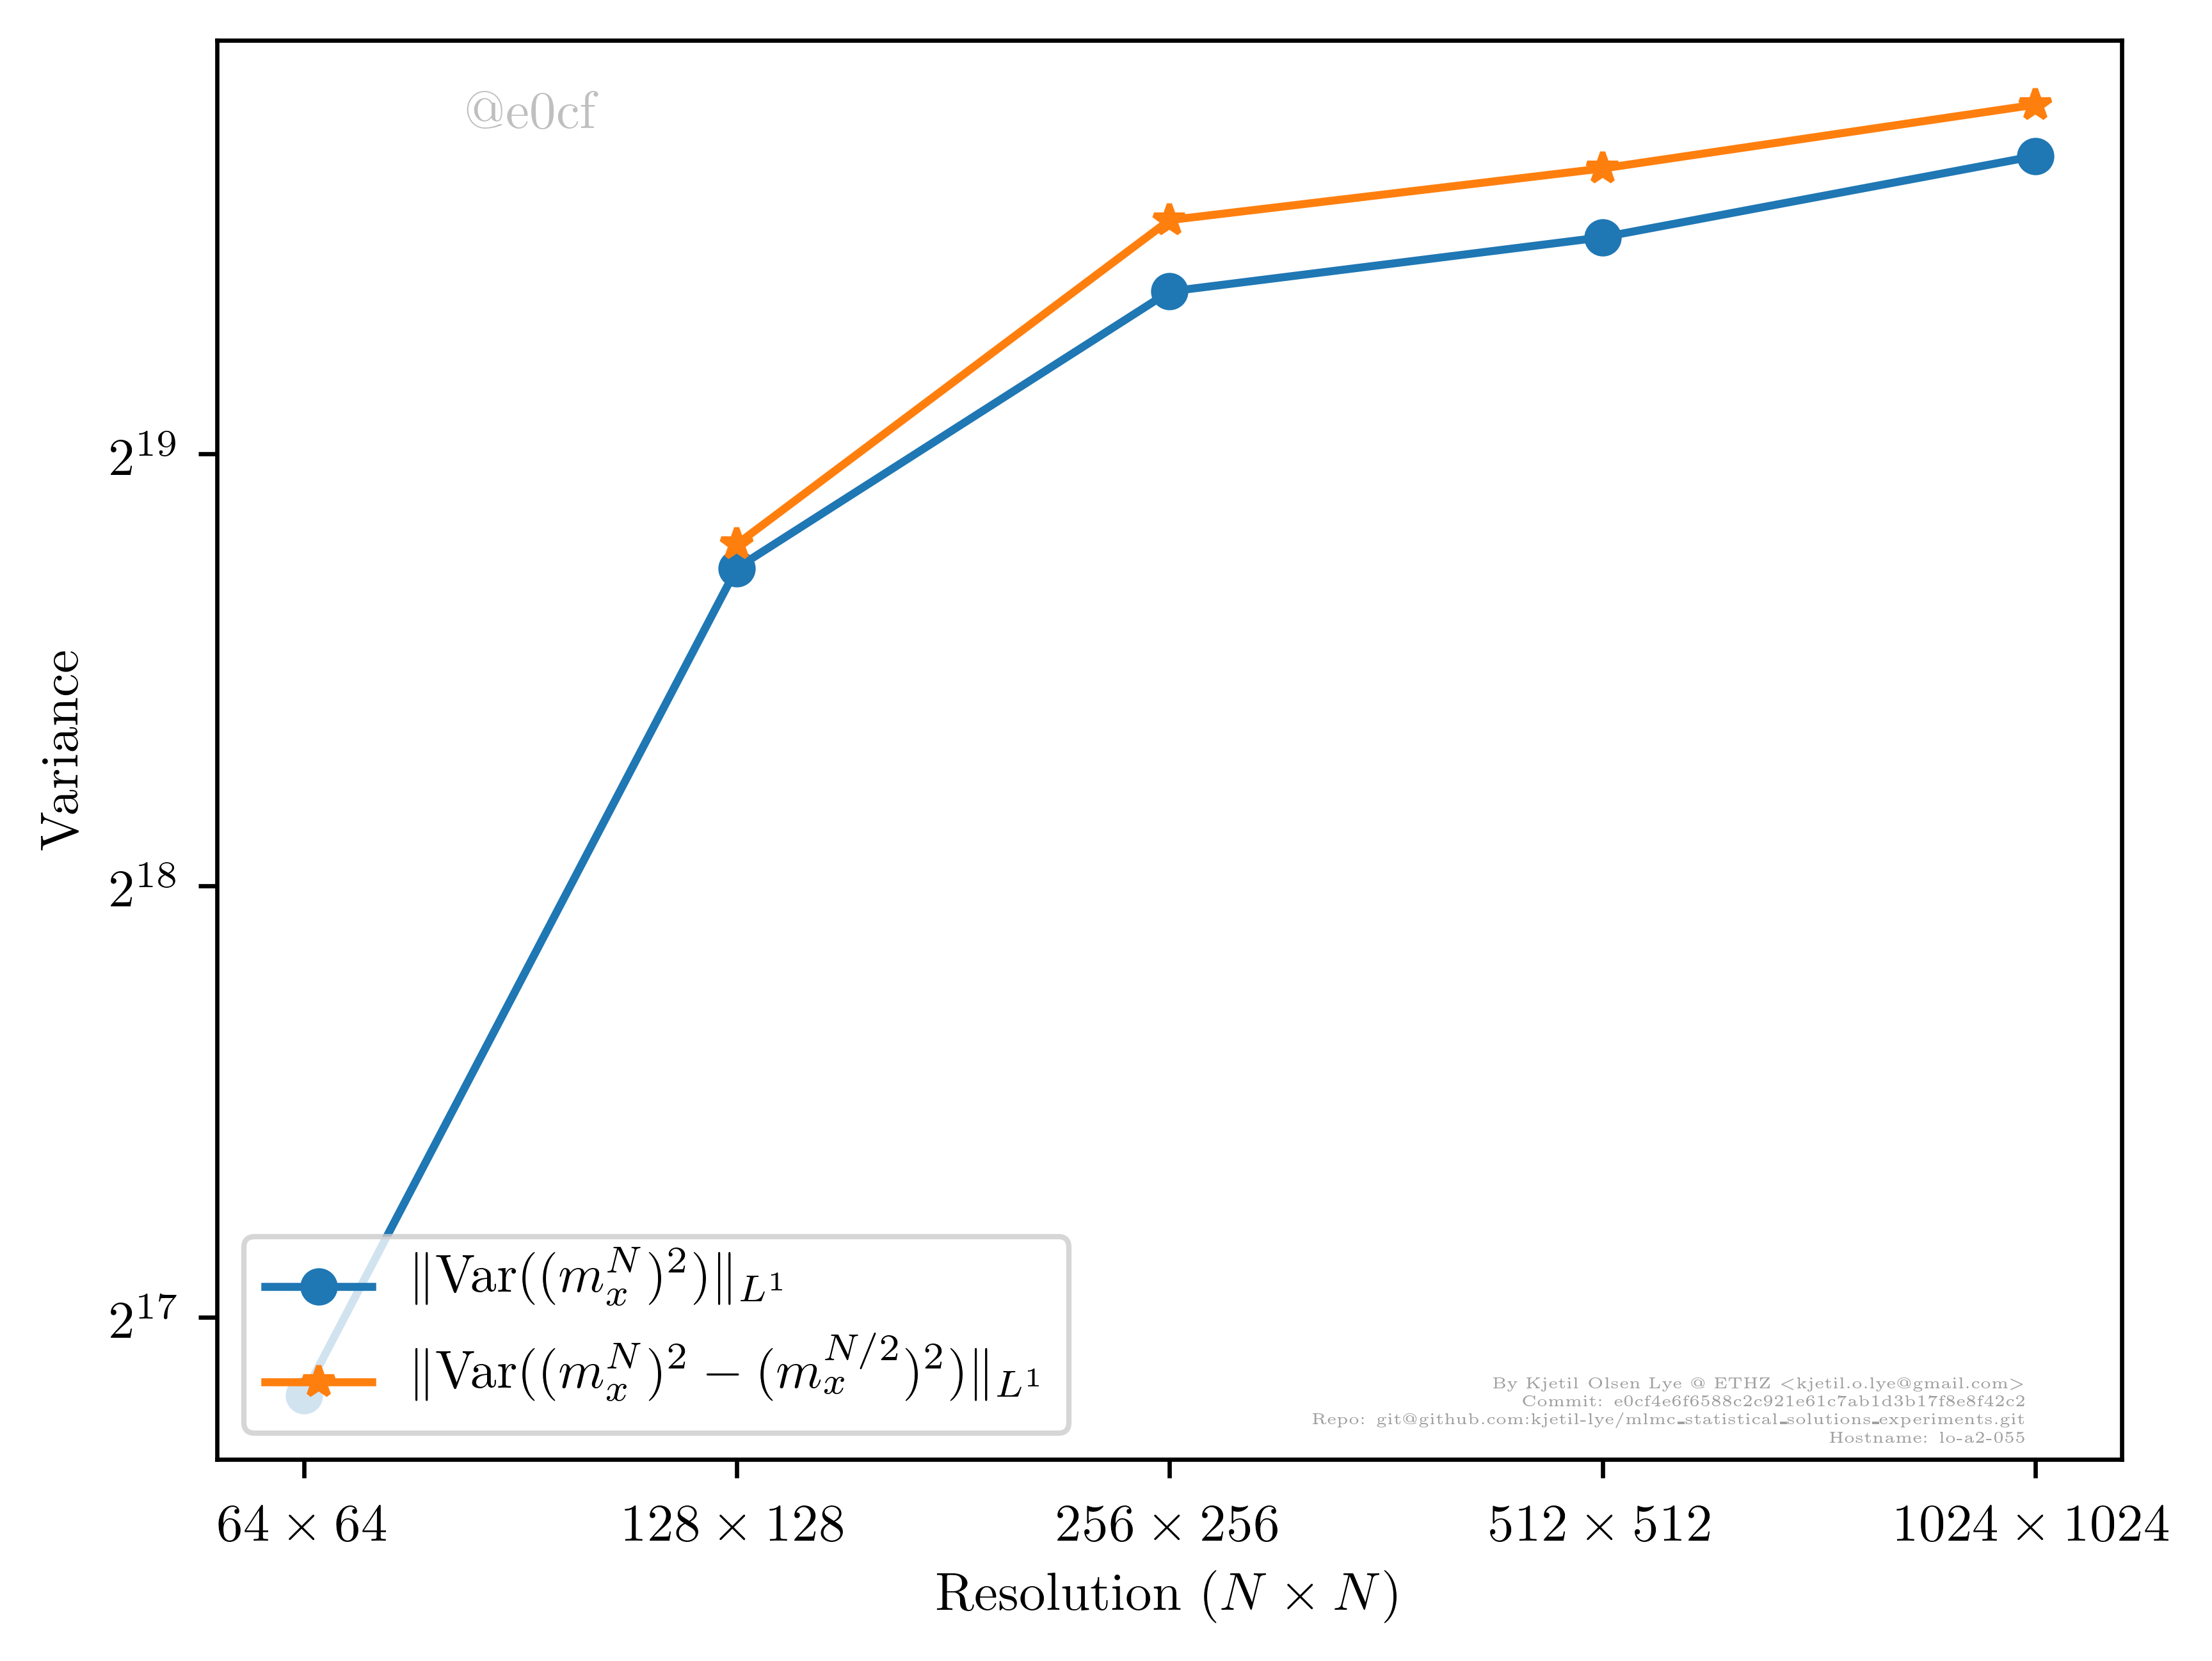 @e0cf
2^19
2^18
2^17
Variance
‖Var((m_x^N)^2)‖_{L^1}
‖Var((m_x^N)^2 − (m_x^{N/2})^2)‖_{L^1}
By Kjetil Olsen Lye @ ETHZ <kjetil.o.lye@gmail.com>
Commit: e0cf4e6f6588c2c921e61c7ab1d3b17f8e8f42c2
Repo: git@github.com:kjetil-lye/mlmc_statistical_solutions_experiments.git
Hostname: lo-a2-055
64 × 64 128 × 128 256 × 256 512 × 512 1024 × 1024
Resolution (N × N)